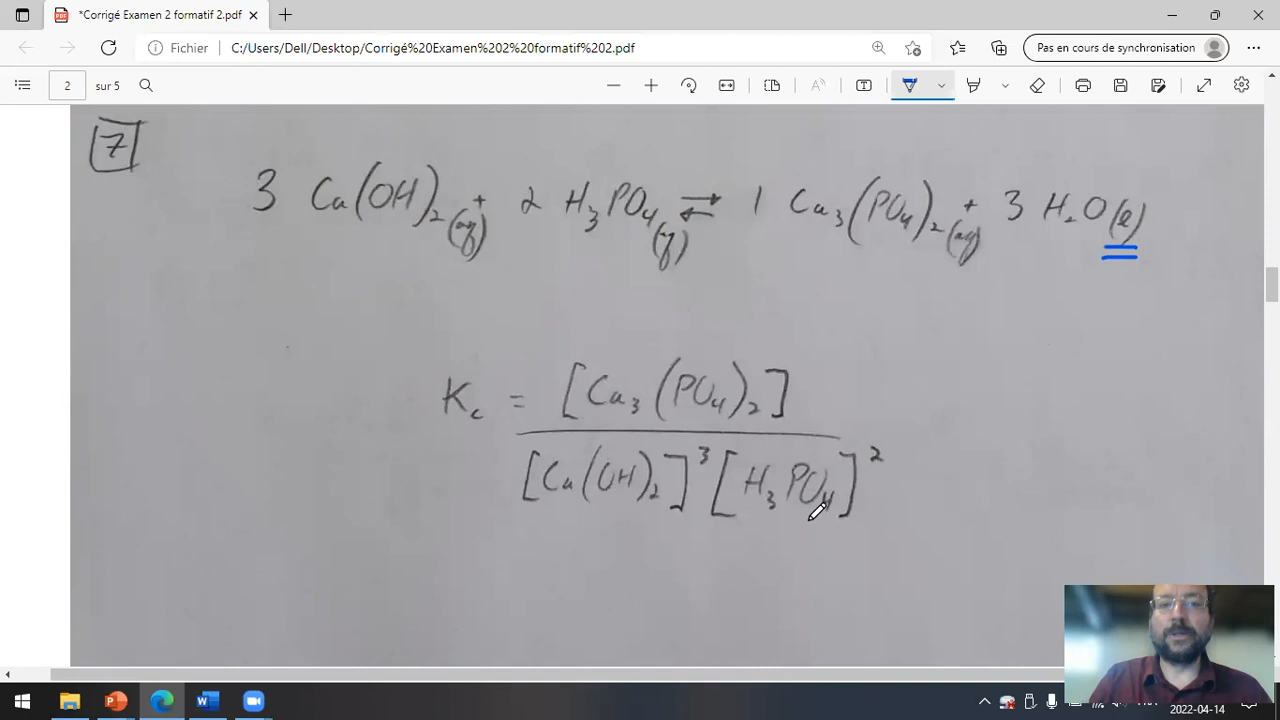 *Corrigé Examen 2 formatif 2.pdf
Fichier
C:/Users/Dell/Desktop/Corrigé%20Examen%202%20formatif%202.pdf
Pas en cours de synchronisation
2
sur 5
7
3 Ca(OH)₂(aq) + 2 H₃PO₄(aq) ⇌ 1 Ca₃(PO₄)₂(aq) + 3 H₂O(l)
Kc = [Ca₃(PO₄)₂]
[Ca(OH)₂]³ [H₃PO₄]²
2022-04-14